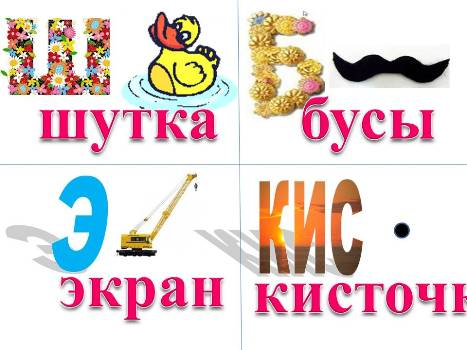 Ш
шутка
Б
бусы
Э
экран
КИС
кисточк